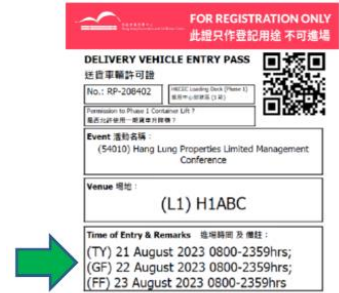 FOR REGISTRATION ONLY
此證只作登記用途 不可進場
DELIVERY VEHICLE ENTRY PASS
送貨車輛許可證
No.: RP-208402
HKCEC Loading Dock (Phase 1)
Permission to Phase 1 Container Lift ?
Event 活動名稱 :
(54010) Hang Lung Properties Limited Management
Conference
Venue 場地 :
(L1) H1ABC
Time of Entry & Remarks 進場時間 及 備註 :
(TY) 21 August 2023 0800-2359hrs;
(GF) 22 August 2023 0800-2359hrs;
(FF) 23 August 2023 0800-2359hrs